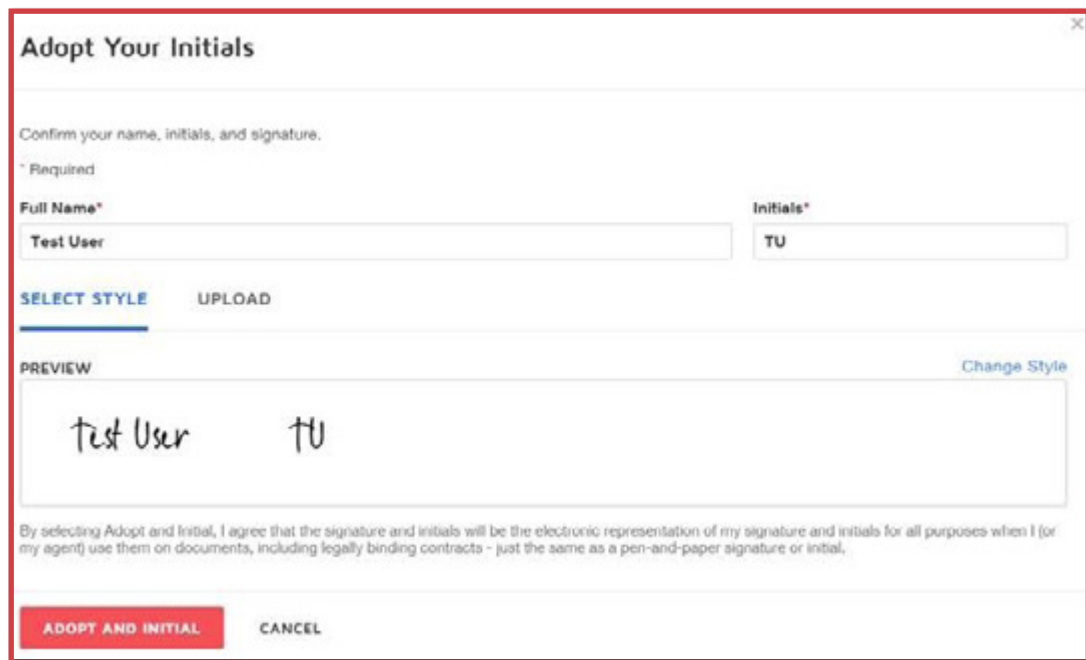 Adopt Your Initials
×
Confirm your name, initials, and signature.
* Required
Full Name* Initials*
Test User TU
SELECT STYLE UPLOAD
PREVIEW Change Style
Test User TU
By selecting Adopt and Initial, I agree that the signature and initials will be the electronic representation of my signature and initials for all purposes when I (or
my agent) use them on documents, including legally binding contracts - just the same as a pen-and-paper signature or initial.
ADOPT AND INITIAL CANCEL